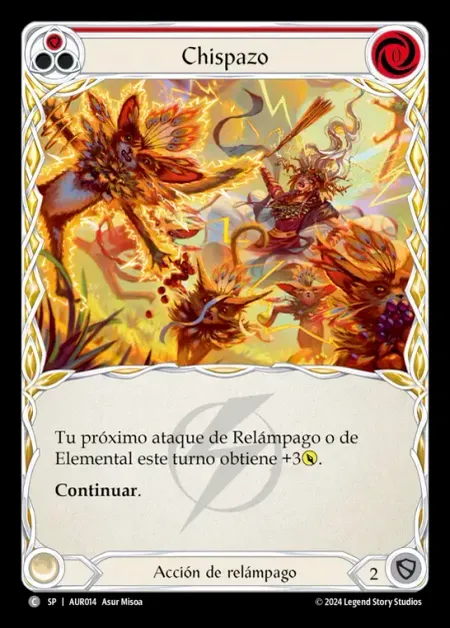 Chispazo
0
Tu próximo ataque de Relámpago o de
Elemental este turno obtiene +3.
Continuar.
Acción de relámpago
2
C SP | AUR014 Asur Misoa
© 2024 Legend Story Studios